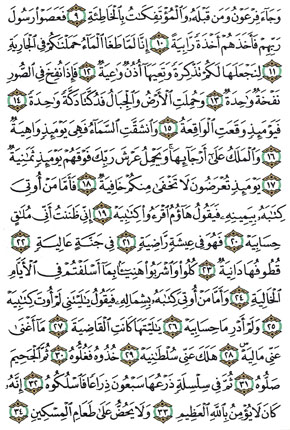 وَجَآءَ فِرْعَوْنُ وَمَن قَبْلَهُۥ وَٱلْمُؤْتَفِكَٰتُ بِٱلْخَاطِئَةِ ٩ فَعَصَوْا۟ رَسُولَ
رَبِّهِمْ فَأَخَذَهُمْ أَخْذَةً رَّابِيَةً ١٠ إِنَّا لَمَّا طَغَا ٱلْمَآءُ حَمَلْنَٰكُمْ فِى ٱلْجَارِيَةِ
١١ لِنَجْعَلَهَا لَكُمْ تَذْكِرَةً وَتَعِيَهَآ أُذُنٌ وَٰعِيَةٌ ١٢ فَإِذَا نُفِخَ فِى ٱلصُّورِ
نَفْخَةٌ وَٰحِدَةٌ ١٣ وَحُمِلَتِ ٱلْأَرْضُ وَٱلْجِبَالُ فَدُكَّتَا دَكَّةً وَٰحِدَةً ١٤
فَيَوْمَئِذٍ وَقَعَتِ ٱلْوَاقِعَةُ ١٥ وَٱنشَقَّتِ ٱلسَّمَآءُ فَهِىَ يَوْمَئِذٍ وَاهِيَةٌ
١٦ وَٱلْمَلَكُ عَلَىٰٓ أَرْجَآئِهَا وَيَحْمِلُ عَرْشَ رَبِّكَ فَوْقَهُمْ يَوْمَئِذٍ ثَمَٰنِيَةٌ
١٧ يَوْمَئِذٍ تُعْرَضُونَ لَا تَخْفَىٰ مِنكُمْ خَافِيَةٌ ١٨ فَأَمَّا مَنْ أُوتِىَ
كِتَٰبَهُۥ بِيَمِينِهِۦ فَيَقُولُ هَآؤُمُ ٱقْرَءُوا۟ كِتَٰبِيَهْ ١٩ إِنِّى ظَنَنتُ أَنِّى مُلَٰقٍ
حِسَابِيَهْ ٢٠ فَهُوَ فِى عِيشَةٍ رَّاضِيَةٍ ٢١ فِى جَنَّةٍ عَالِيَةٍ ٢٢
قُطُوفُهَا دَانِيَةٌ ٢٣ كُلُوا۟ وَٱشْرَبُوا۟ هَنِيٓـًٔۢا بِمَآ أَسْلَفْتُمْ فِى ٱلْأَيَّامِ
ٱلْخَالِيَةِ ٢٤ وَأَمَّا مَنْ أُوتِىَ كِتَٰبَهُۥ بِشِمَالِهِۦ فَيَقُولُ يَٰلَيْتَنِى لَمْ أُوتَ كِتَٰبِيَهْ
٢٥ وَلَمْ أَدْرِ مَا حِسَابِيَهْ ٢٦ يَٰلَيْتَهَا كَانَتِ ٱلْقَاضِيَةَ ٢٧ مَآ أَغْنَىٰ
عَنِّى مَالِيَهْ ٢٨ هَلَكَ عَنِّى سُلْطَٰنِيَهْ ٢٩ خُذُوهُ فَغُلُّوهُ ٣٠ ثُمَّ ٱلْجَحِيمَ
صَلُّوهُ ٣١ ثُمَّ فِى سِلْسِلَةٍ ذَرْعُهَا سَبْعُونَ ذِرَاعًا فَٱسْلُكُوهُ ٣٢ إِنَّهُۥ
كَانَ لَا يُؤْمِنُ بِٱللَّهِ ٱلْعَظِيمِ ٣٣ وَلَا يَحُضُّ عَلَىٰ طَعَامِ ٱلْمِسْكِينِ ٣٤